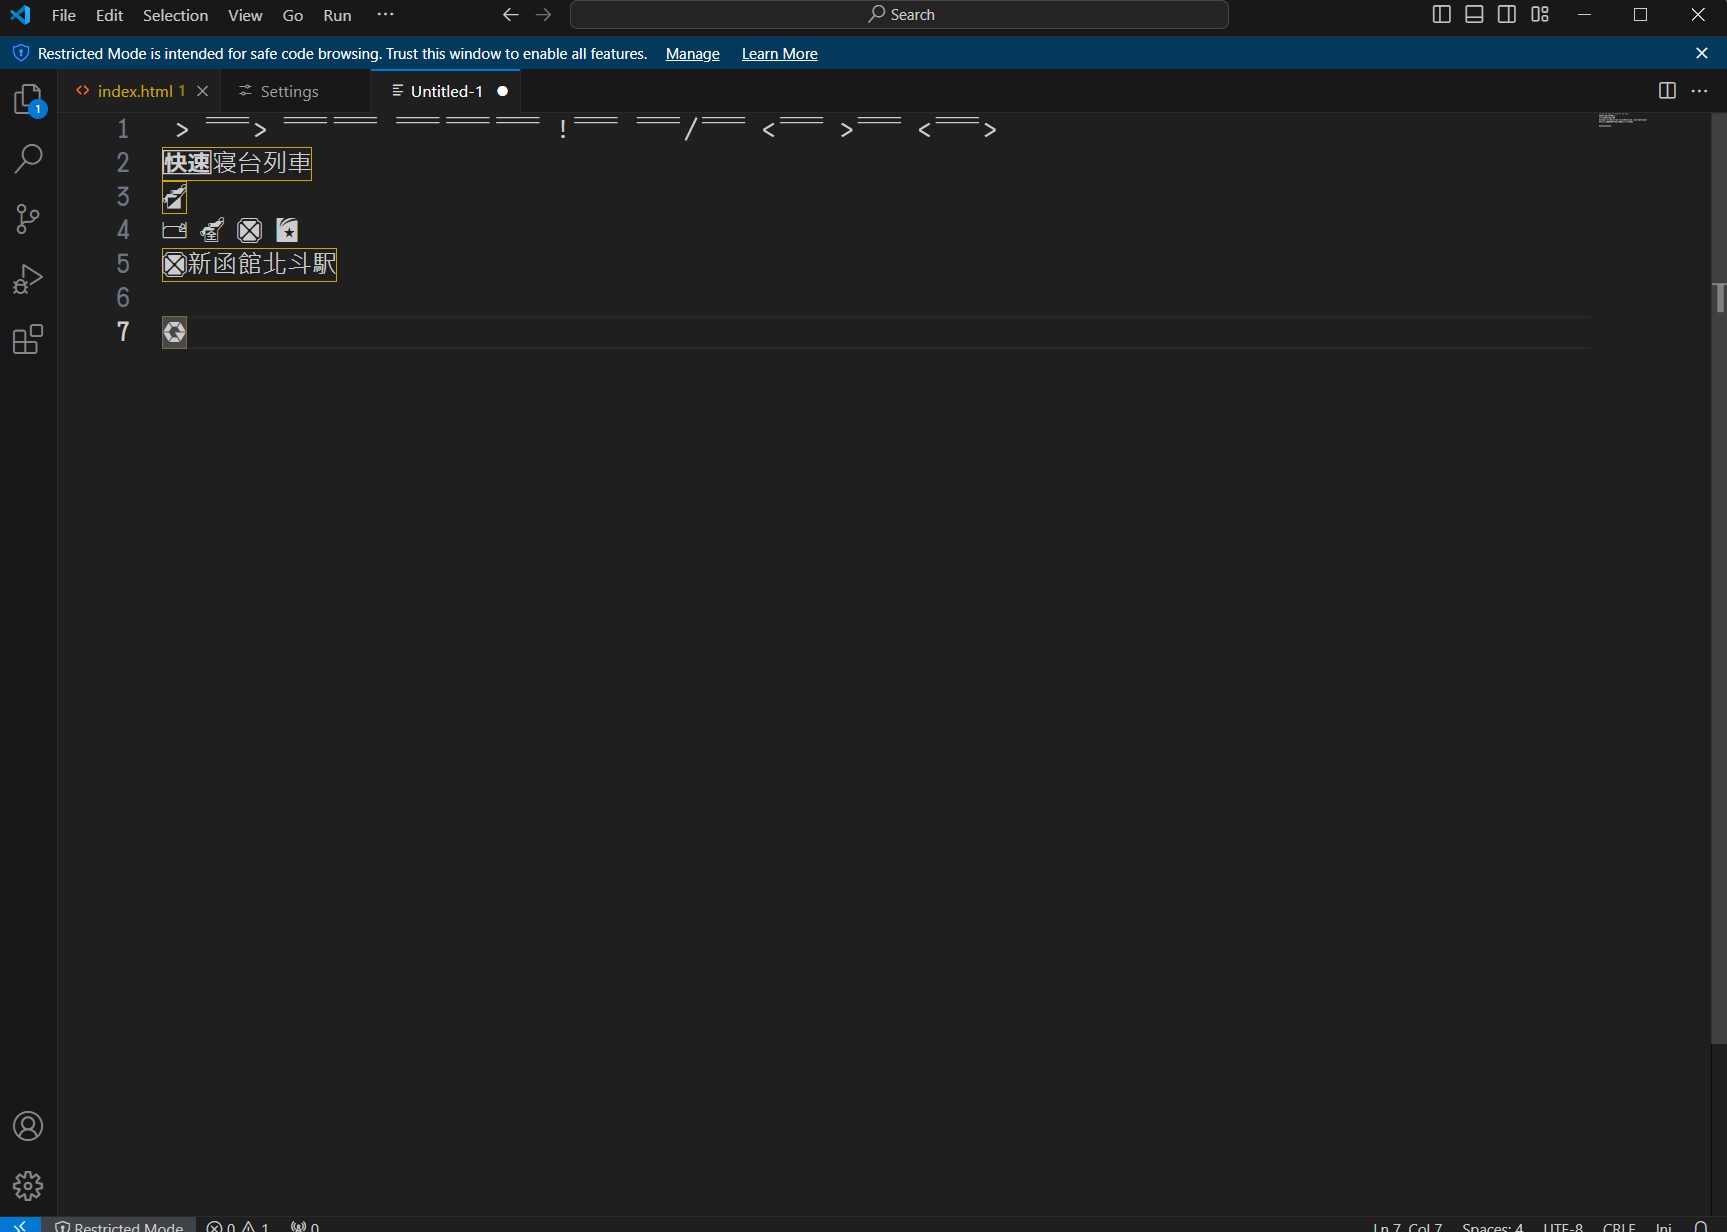 File Edit Selection View Go Run ··· Search
Restricted Mode is intended for safe code browsing. Trust this window to enable all features. Manage Learn More
index.html 1 Settings Untitled-1
1
2 快速寝台列車
3
4
5 新函館北斗駅
6
7
1
Restricted Mode 0 1 0 Ln 7, Col 7 Spaces: 4 UTF-8 CRLF Ini